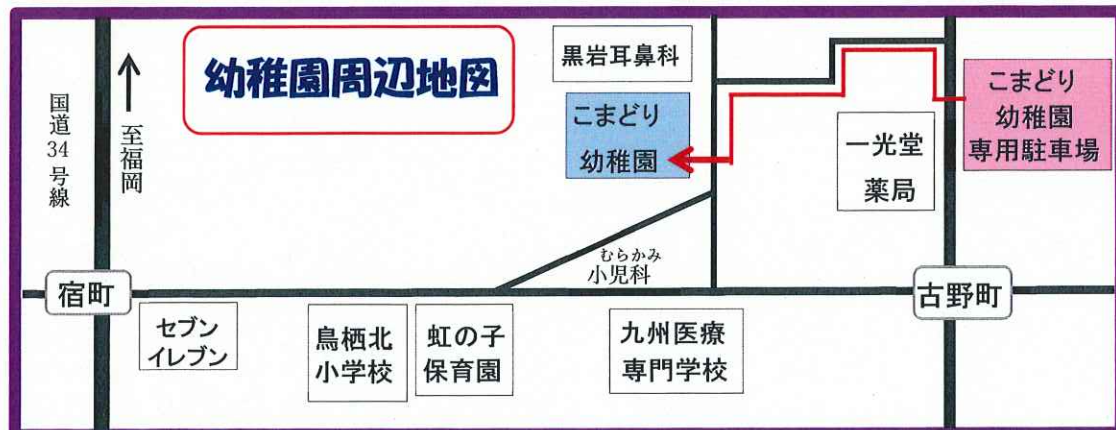 幼稚園周辺地図
国道34号線
至福岡
黒岩耳鼻科
こまどり
幼稚園
こまどり
幼稚園
専用駐車場
一光堂
薬局
むらかみ
小児科
宿町
古野町
セブン
イレブン
鳥栖北
小学校
虹の子
保育園
九州医療
専門学校